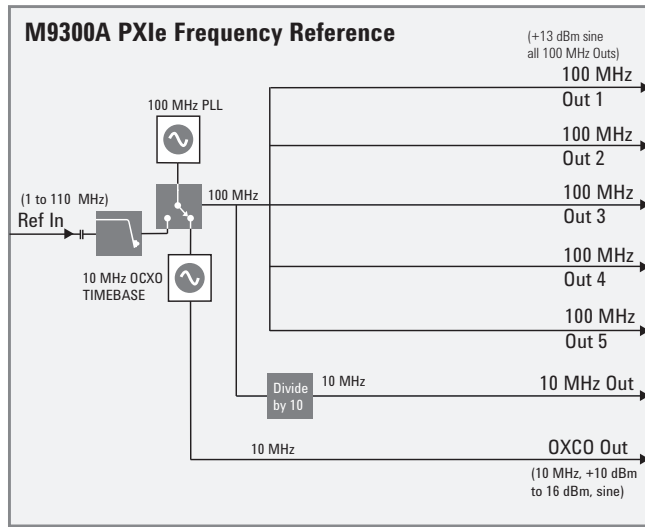 M9300A PXIe Frequency Reference
(+13 dBm sine
all 100 MHz Outs)
100 MHz
Out 1
100 MHz PLL
100 MHz
Out 2
(1 to 110 MHz)
Ref In
100 MHz
100 MHz
Out 3
10 MHz OCXO
TIMEBASE
100 MHz
Out 4
100 MHz
Out 5
Divide
by 10
10 MHz
10 MHz Out
10 MHz
OXCO Out
(10 MHz, +10 dBm
to 16 dBm, sine)